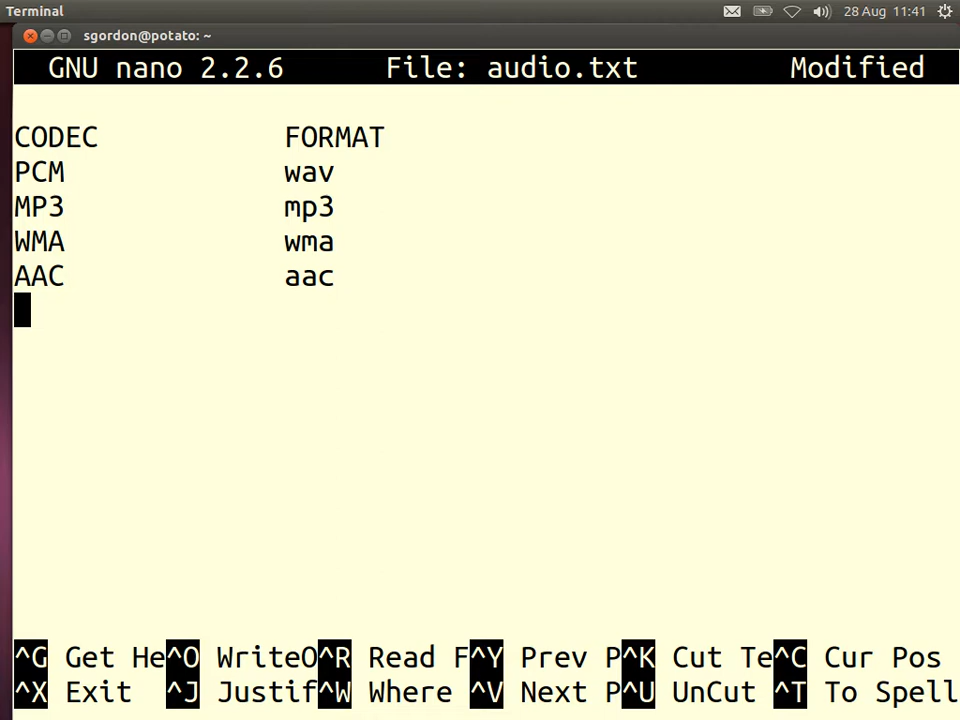 Terminal 28 Aug 11:41
sgordon@potato: ~
GNU nano 2.2.6 File: audio.txt Modified
CODEC FORMAT
PCM wav
MP3 mp3
WMA wma
AAC aac
^G Get He^O WriteO^R Read F^Y Prev P^K Cut Te^C Cur Pos
^X Exit ^J Justif^W Where ^V Next P^U UnCut ^T To Spell